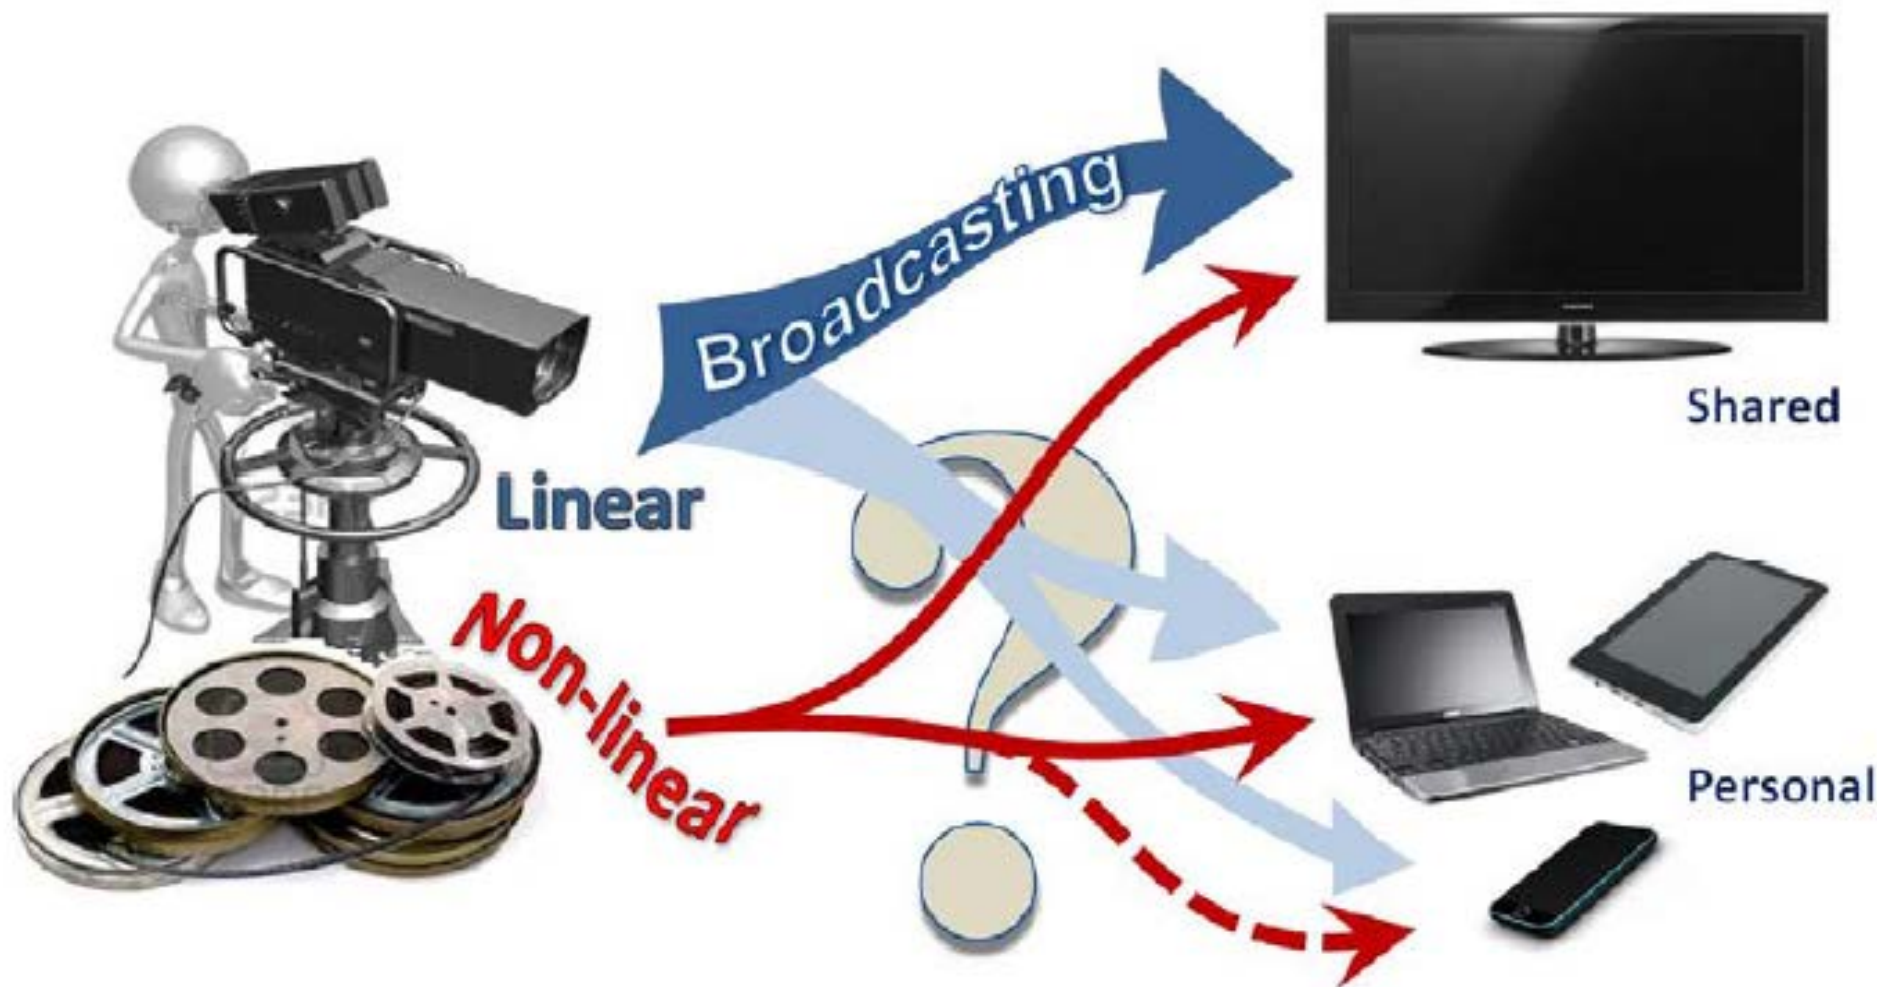 Broadcasting
Shared
Linear
Non-linear
Personal